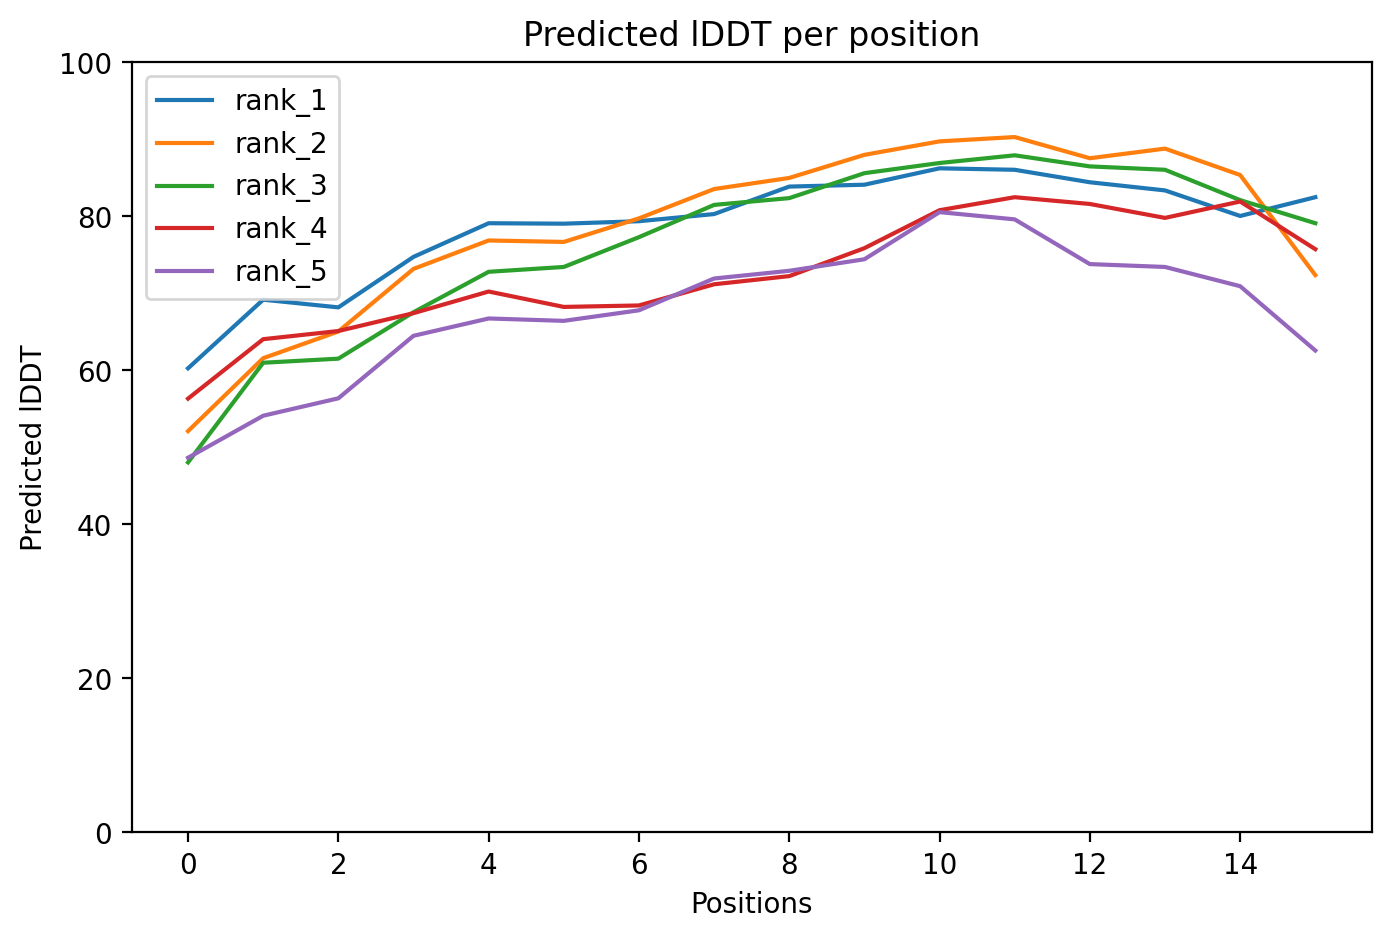 Predicted lDDT per position
100
80
60
40
20
0
Predicted lDDT
rank_1
rank_2
rank_3
rank_4
rank_5
0 2 4 6 8 10 12 14
Positions